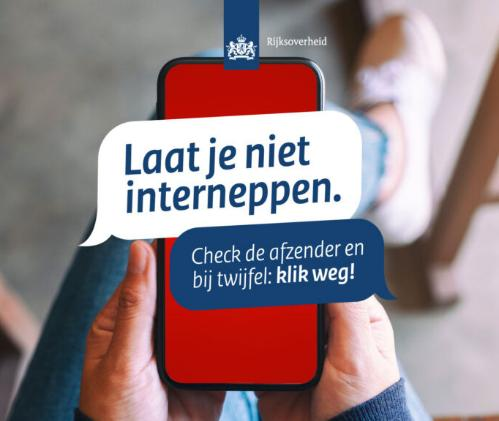 Rijksoverheid
Laat je niet
interneppen.
Check de afzender en
bij twijfel: klik weg!